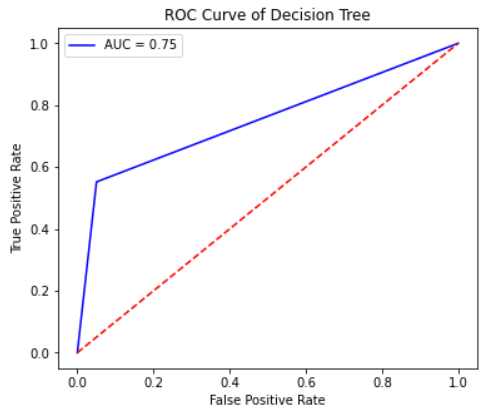 ROC Curve of Decision Tree
AUC = 0.75
True Positive Rate
1.0
0.8
0.6
0.4
0.2
0.0
0.0 0.2 0.4 0.6 0.8 1.0
False Positive Rate